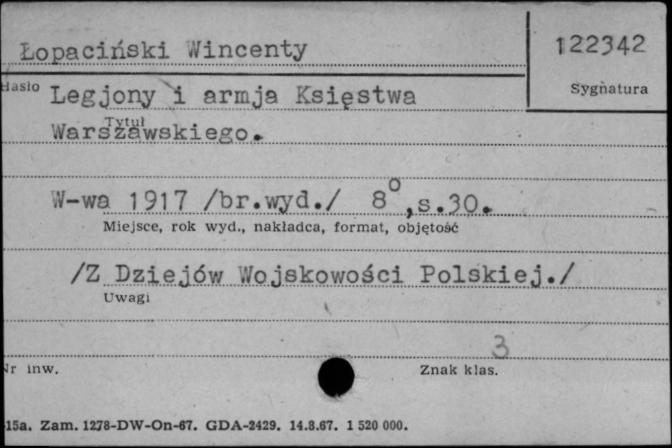 Łopaciński Wincenty
122342
Hasło
Sygnatura
Legjony i armja Księstwa
Tytuł
Warszawskiego.
W-wa 1917 /br.wyd./ 8°,s.30.
Miejsce, rok wyd., nakładca, format, objętość
/Z Dziejów Wojskowości Polskiej./
Uwagi
3
Nr inw.
Znak klas.
-15a. Zam. 1278-DW-On-67. GDA-2429. 14.8.67. 1 520 000.